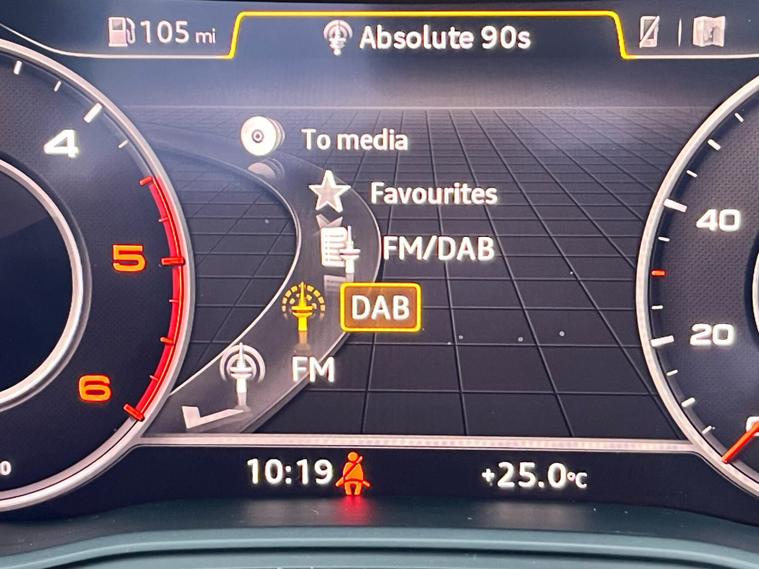 105 mi
Absolute 90s
To media
Favourites
FM/DAB
DAB
FM
4
5
6
40
20
10:19
+25.0°C